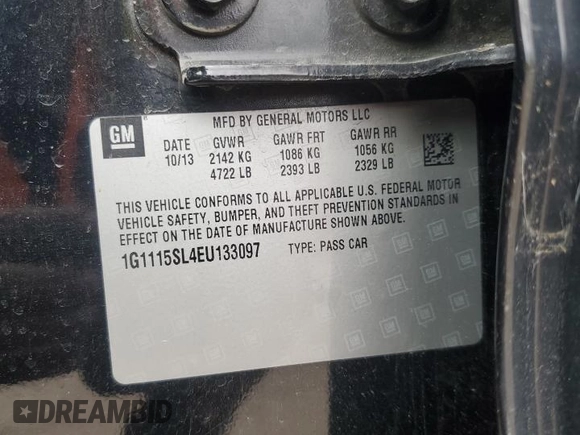 GM
MFD BY GENERAL MOTORS LLC
DATE GVWR GAWR FRT GAWR RR
10/13 2142 KG 1086 KG 1056 KG
4722 LB 2393 LB 2329 LB
THIS VEHICLE CONFORMS TO ALL APPLICABLE U.S. FEDERAL MOTOR
VEHICLE SAFETY, BUMPER, AND THEFT PREVENTION STANDARDS IN
EFFECT ON THE DATE OF MANUFACTURE SHOWN ABOVE.
1G1115SL4EU133097 TYPE: PASS CAR
DREAMBID